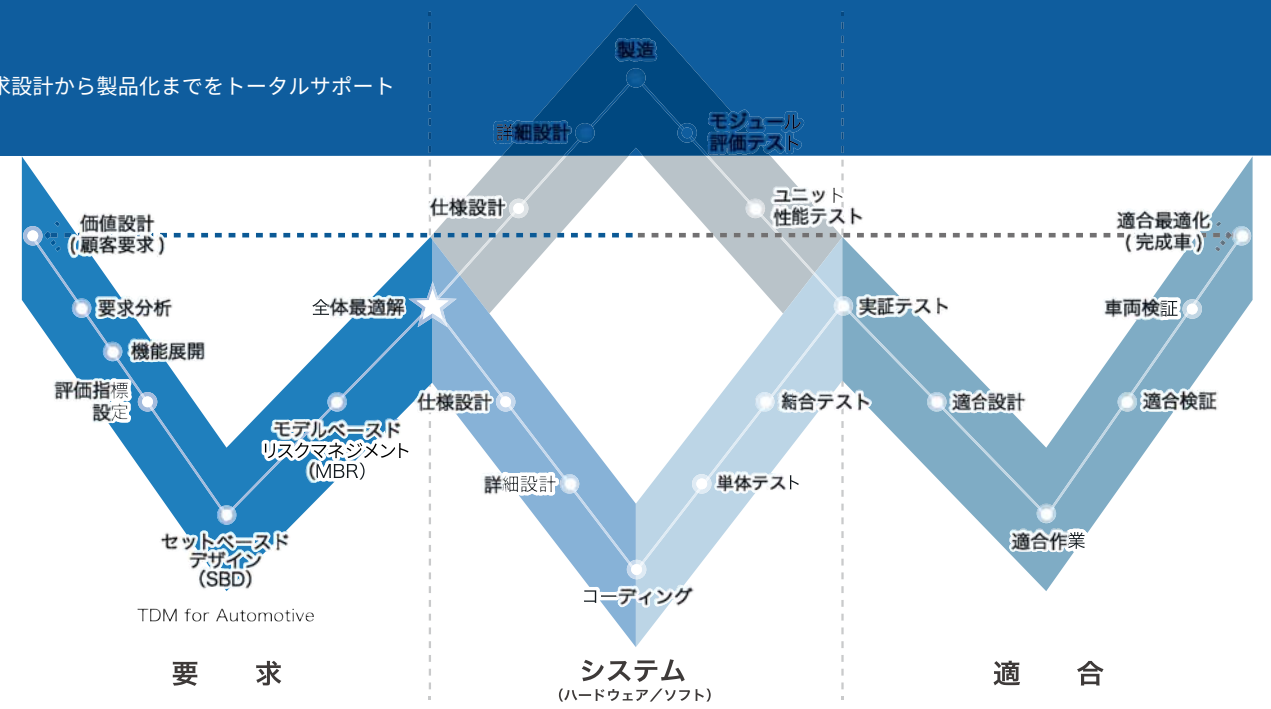 求設計から製品化までをトータルサポート
製造
詳細設計
モジュール
評価テスト
仕様設計
ユニット
性能テスト
価値設計
(顧客要求)
適合最適化
(完成車)
要求分析
全体最適解
実証テスト
車両検証
機能展開
評価指標
設定
モデルベースド
リスクマネジメント
(MBR)
仕様設計
結合テスト
適合設計
適合検証
詳細設計
単体テスト
セットベースド
デザイン
(SBD)
コーディング
適合作業
TDM for Automotive
要 求
システム
(ハードウェア／ソフト)
適 合